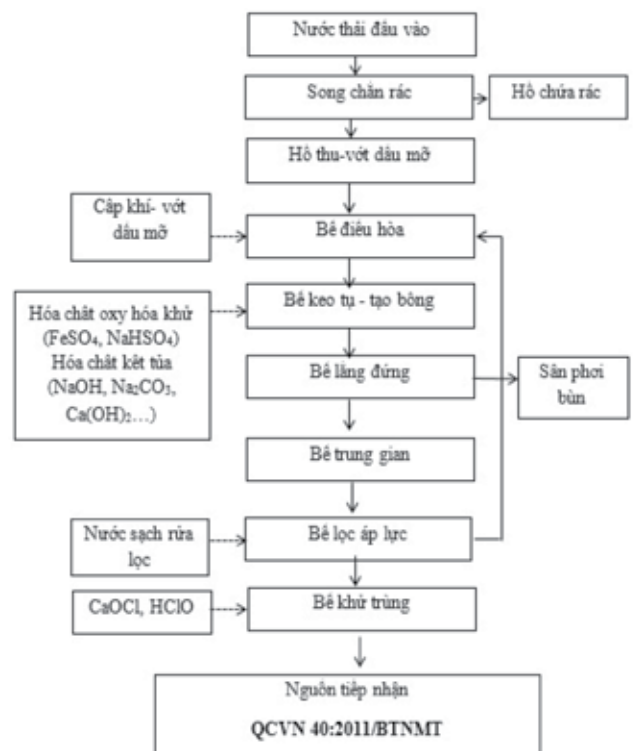 Nước thải đầu vào
Song chắn rác
Hố chứa rác
Hố thu-vớt dầu mỡ
Cấp khí- vớt
dầu mỡ
Bể điều hòa
Hóa chất oxy hóa khử
(FeSO₄, NaHSO₄)
Hóa chất kết tủa
(NaOH, Na₂CO₃,
Ca(OH)₂...)
Bể keo tụ - tạo bông
Bể lắng đứng
Sân phơi
bùn
Bể trung gian
Nước sạch rửa
lọc
Bể lọc áp lực
CaOCl, HClO
Bể khử trùng
Nguồn tiếp nhận
QCVN 40:2011/BTNMT